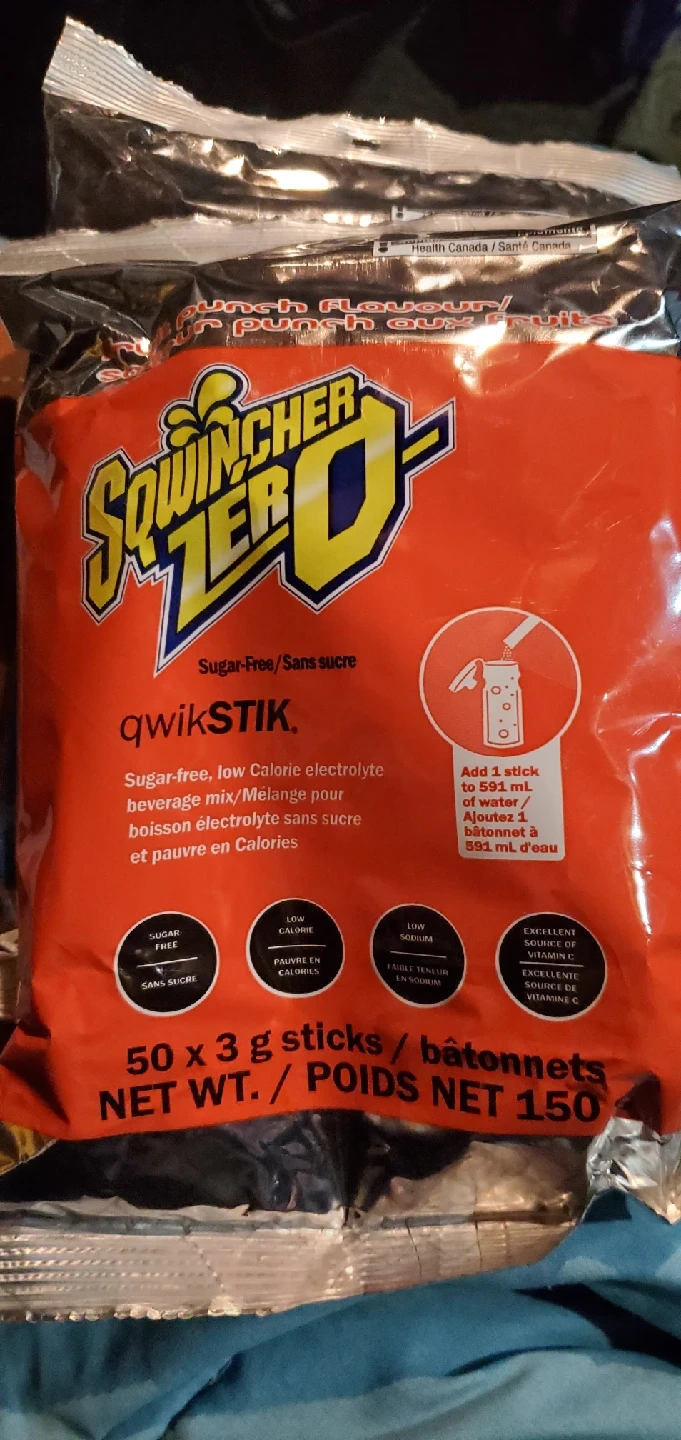 Health Canada / Santé Canada
punch flavour/
punch aux fruits
SQWINCHER
ZERO
Sugar-Free/Sans sucre
qwikSTIK®
Sugar-free, low Calorie electrolyte
beverage mix/Mélange pour
boisson électrolyte sans sucre
et pauvre en Calories
Add 1 stick
to 591 mL
of water /
Ajoutez 1
bâtonnet à
591 mL d'eau
SUGAR
FREE
SANS SUCRE
LOW
CALORIE
PAUVRE EN
CALORIES
LOW
SODIUM
FAIBLE TENEUR
EN SODIUM
EXCELLENT
SOURCE OF
VITAMIN C
EXCELLENTE
SOURCE DE
VITAMINE C
50 x 3 g sticks / bâtonnets
NET WT. / POIDS NET 150